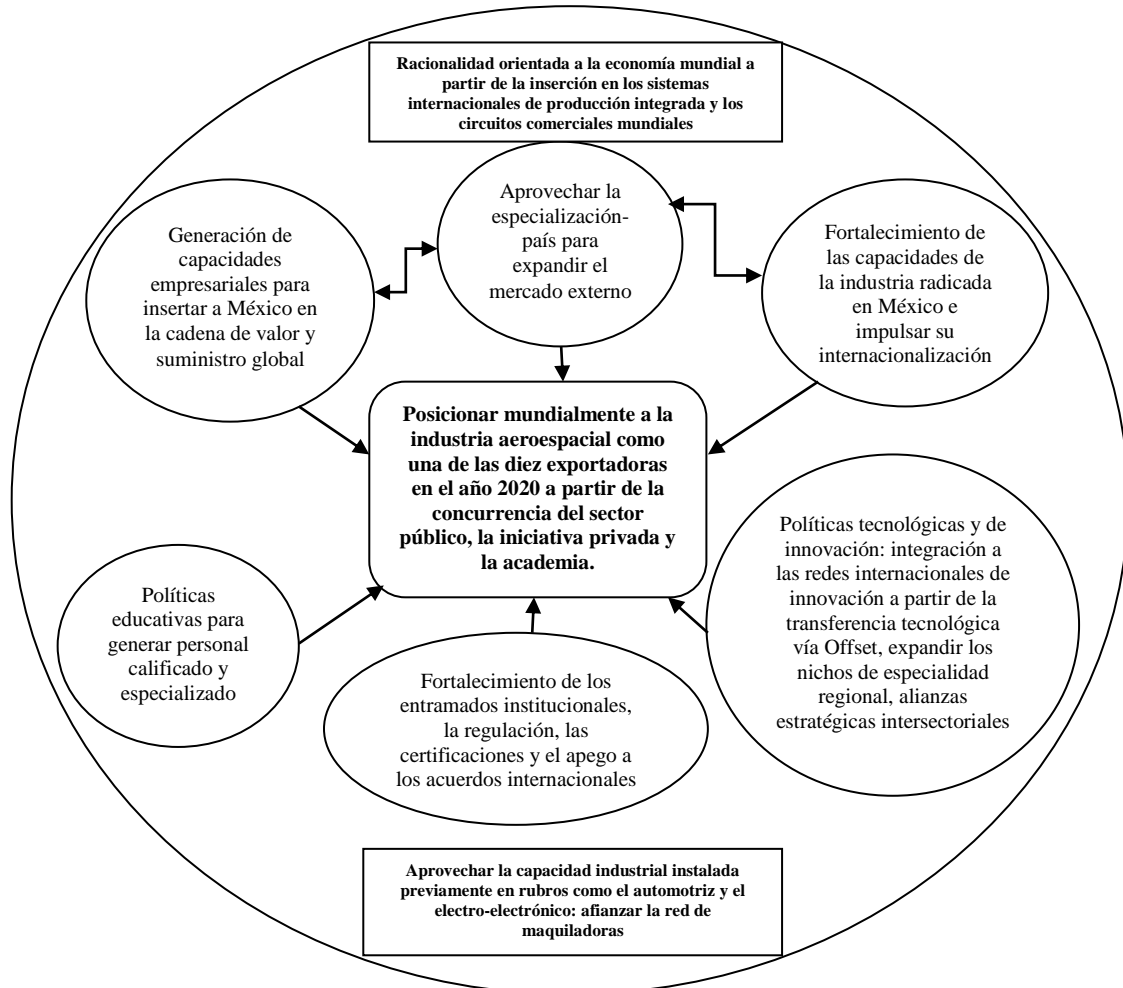 Racionalidad orientada a la economía mundial a
partir de la inserción en los sistemas
internacionales de producción integrada y los
circuitos comerciales mundiales
Generación de
capacidades
empresariales para
insertar a México en
la cadena de valor y
suministro global
Aprovechar la
especialización-
país para
expandir el
mercado externo
Fortalecimiento de
las capacidades de
la industria radicada
en México e
impulsar su
internacionalización
Posicionar mundialmente a la
industria aeroespacial como
una de las diez exportadoras
en el año 2020 a partir de la
concurrencia del sector
público, la iniciativa privada y
la academia.
Políticas
educativas para
generar personal
calificado y
especializado
Fortalecimiento de los
entramados institucionales,
la regulación, las
certificaciones y el apego a
los acuerdos internacionales
Políticas tecnológicas y de
innovación: integración a
las redes internacionales de
innovación a partir de la
transferencia tecnológica
vía Offset, expandir los
nichos de especialidad
regional, alianzas
estratégicas intersectoriales
Aprovechar la capacidad industrial instalada
previamente en rubros como el automotriz y el
electro-electrónico: afianzar la red de
maquiladoras